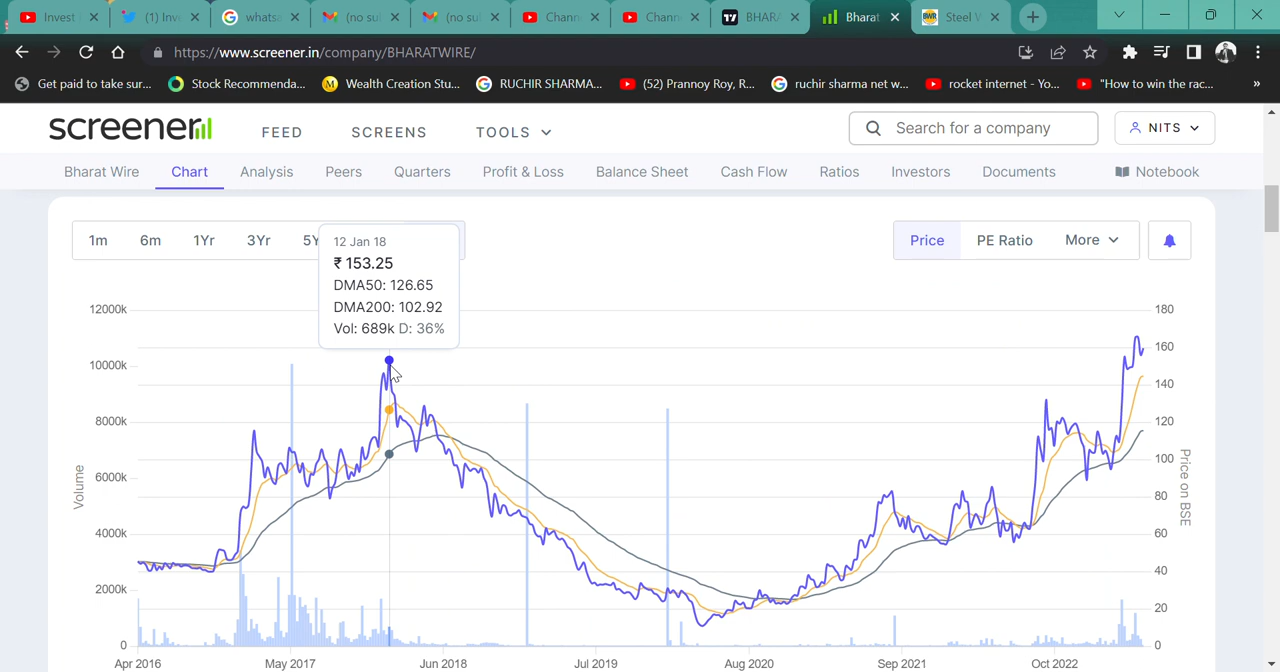 Invest
(1) Inv
whatsa
(no sul
(no sul
Chann
Chann
BHARA
Bharat
BWR Steel W
https://www.screener.in/company/BHARATWIRE/
Get paid to take sur... Stock Recommenda... Wealth Creation Stu... RUCHIR SHARMA... (52) Prannoy Roy, R... ruchir sharma net w... rocket internet - Yo... "How to win the rac... »
screener FEED SCREENS TOOLS Search for a company NITS
Bharat Wire Chart Analysis Peers Quarters Profit & Loss Balance Sheet Cash Flow Ratios Investors Documents Notebook
1m 6m 1Yr 3Yr 5Y Price PE Ratio More
12 Jan 18
₹ 153.25
DMA50: 126.65
DMA200: 102.92
Vol: 689k D: 36%
12000k 180
160
10000k
140
8000k 120
6000k 100
80
4000k 60
40
2000k
20
0 0
Volume
Price on BSE
Apr 2016 May 2017 Jun 2018 Jul 2019 Aug 2020 Sep 2021 Oct 2022